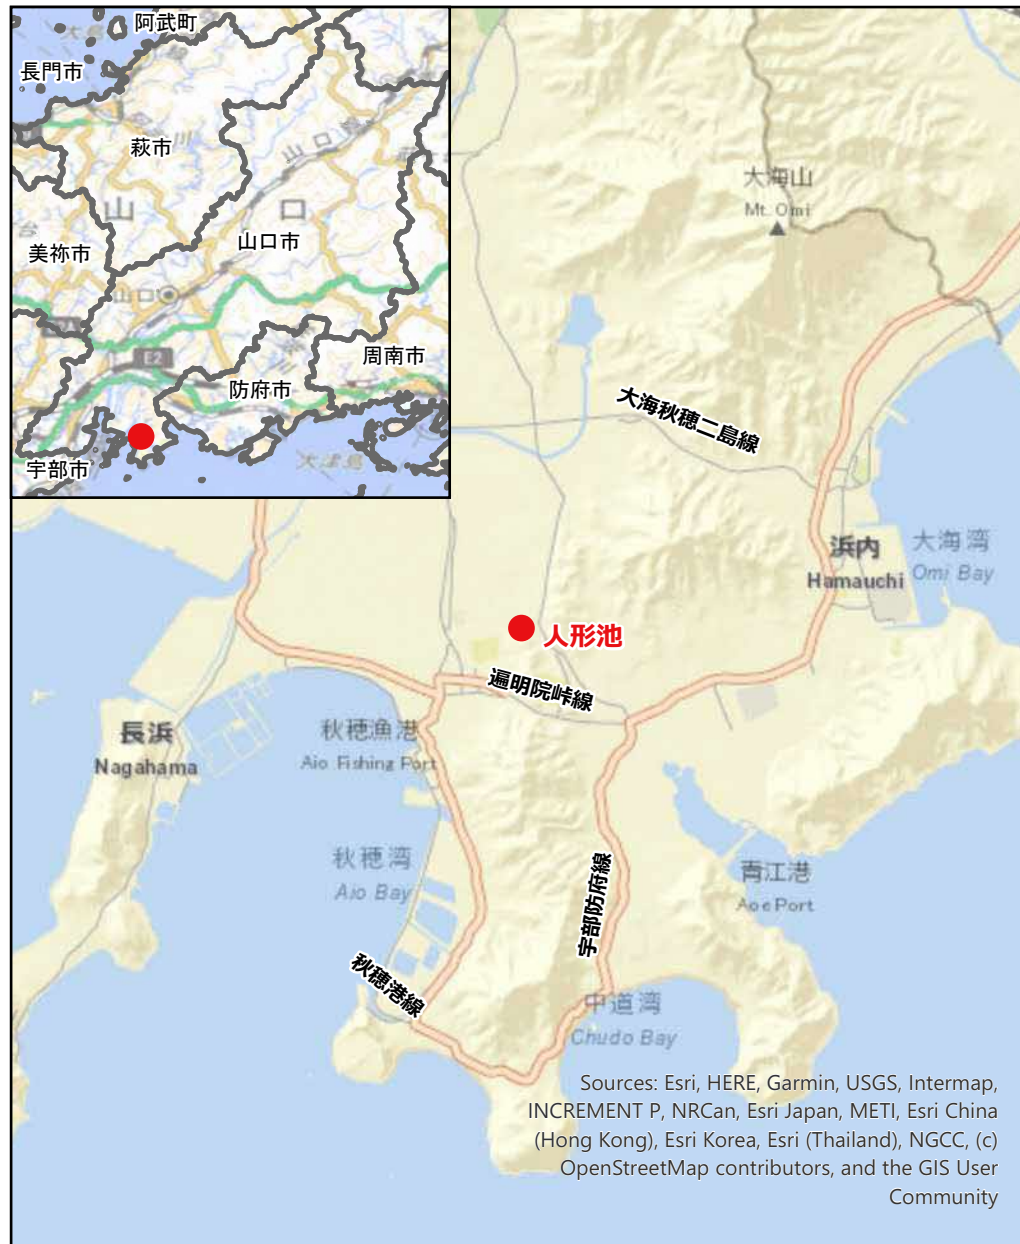 阿武町
長門市
萩市
山口
美祢市
山口市
山口
E2
周南市
防府市
宇部市
大津島
大海山
Mt. Omi
大海秋穂二島線
浜内
Hamauchi
大海湾
Omi Bay
人形池
遍明院峠線
長浜
Nagahama
秋穂漁港
Aio Fishing Port
秋穂湾
Aio Bay
青江港
Aoe Port
宇部防府線
秋穂港線
中道湾
Chudo Bay
Sources: Esri, HERE, Garmin, USGS, Intermap,
INCREMENT P, NRCan, Esri Japan, METI, Esri China
(Hong Kong), Esri Korea, Esri (Thailand), NGCC, (c)
OpenStreetMap contributors, and the GIS User
Community